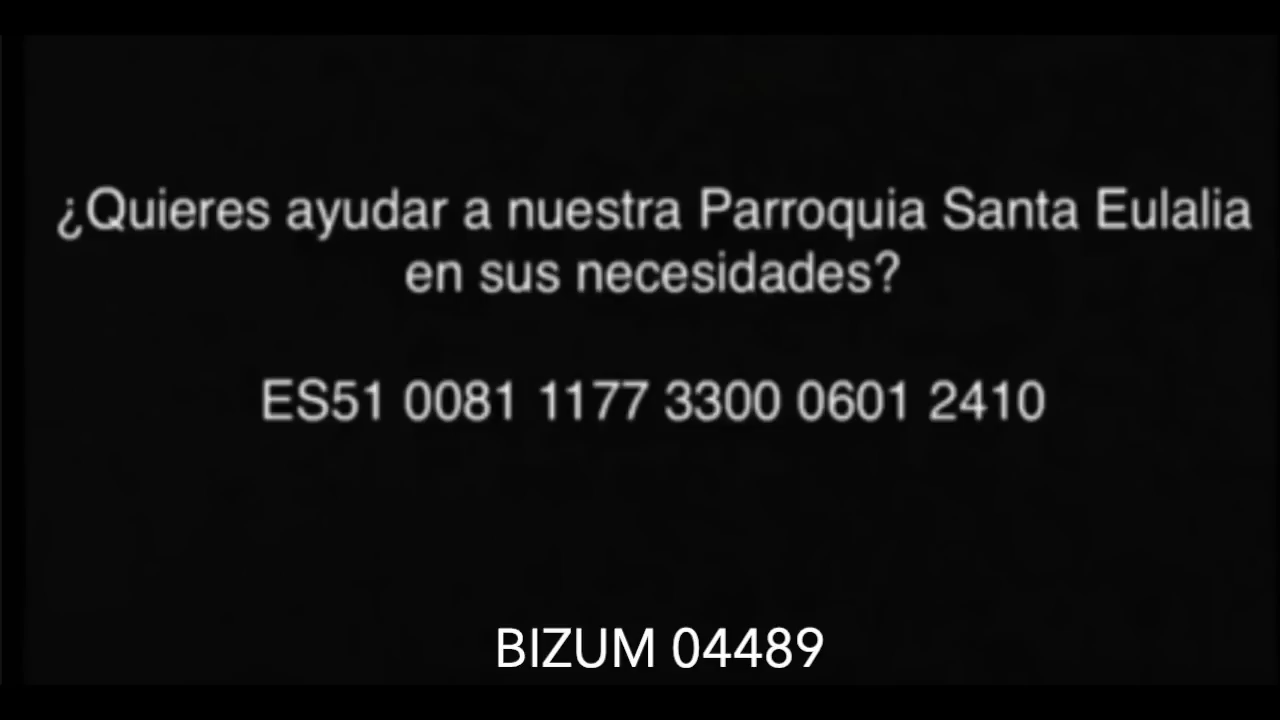 ¿Quieres ayudar a nuestra Parroquia Santa Eulalia
en sus necesidades?
ES51 0081 1177 3300 0601 2410
BIZUM 04489